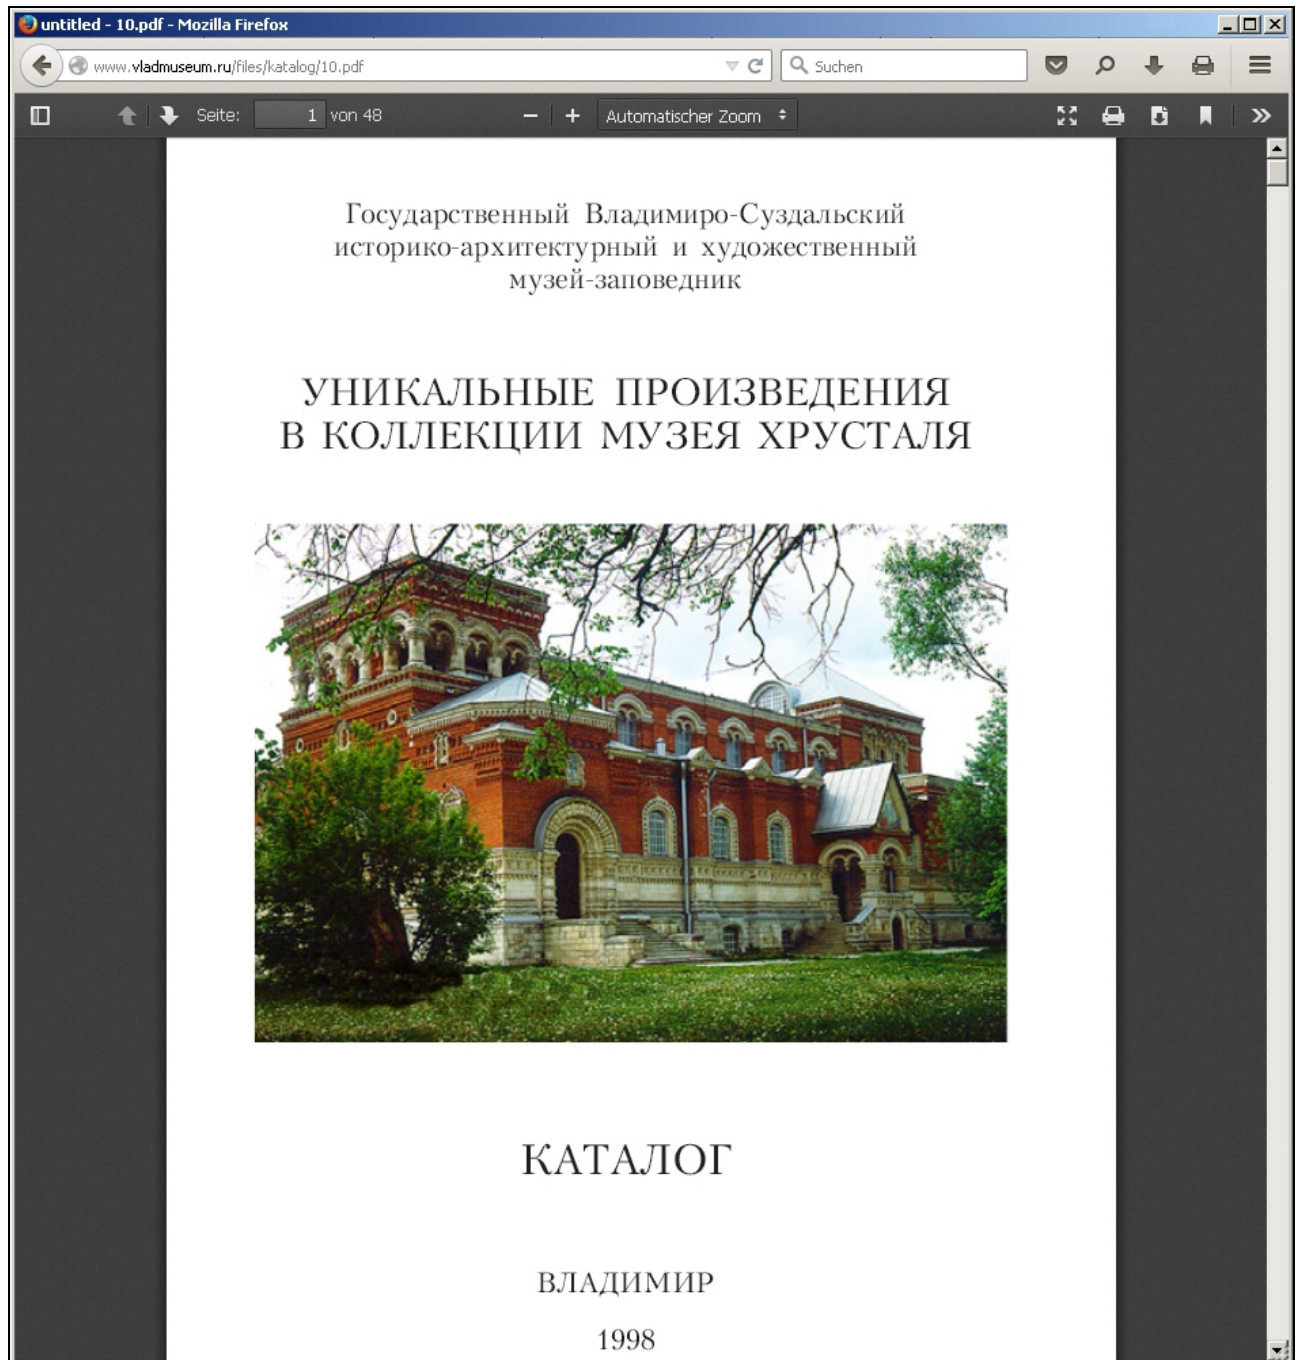 untitled - 10.pdf - Mozilla Firefox
www.vladmuseum.ru/files/katalog/10.pdf
Suchen
Seite: 1 von 48
Automatischer Zoom
Государственный Владимиро-Суздальский
историко-архитектурный и художественный
музей-заповедник
УНИКАЛЬНЫЕ ПРОИЗВЕДЕНИЯ
В КОЛЛЕКЦИИ МУЗЕЯ ХРУСТАЛЯ
КАТАЛОГ
ВЛАДИМИР
1998